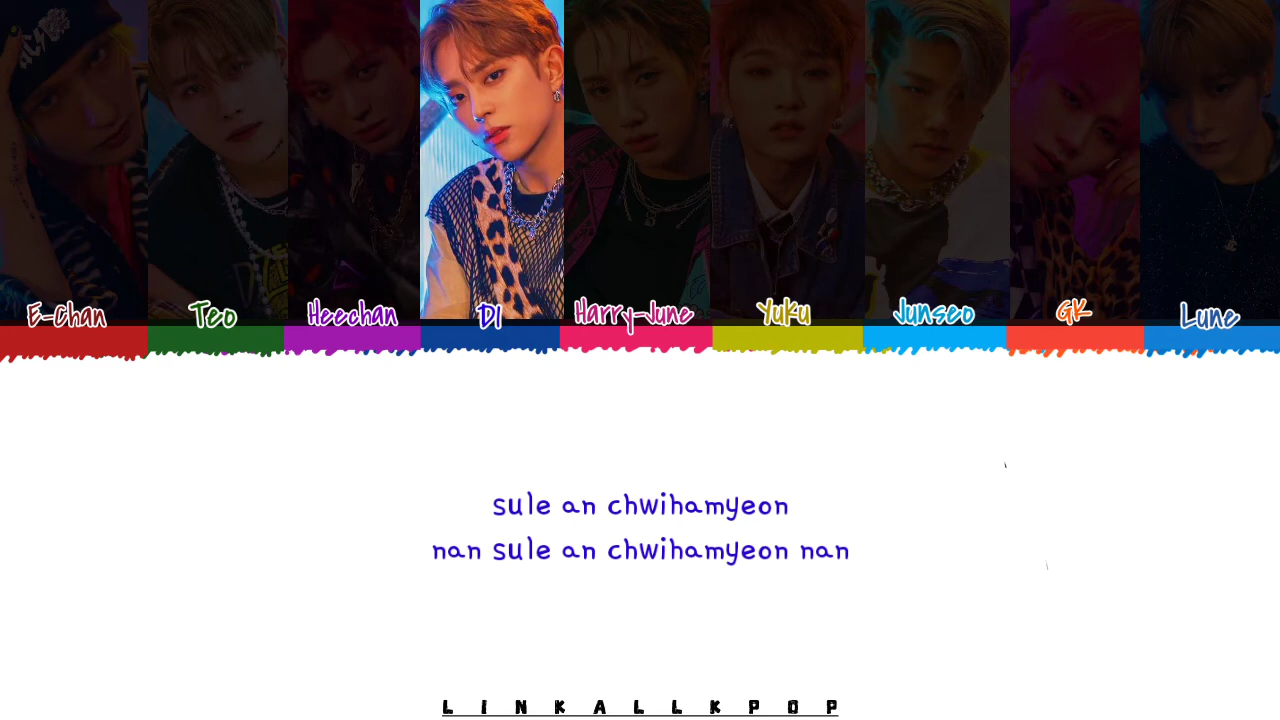 E-Chan Teo Heechan DI Harry-June Yuku Junseo GK Lune
sule an chwihamyeon
nan sule an chwihamyeon nan
LINKALLKPOP